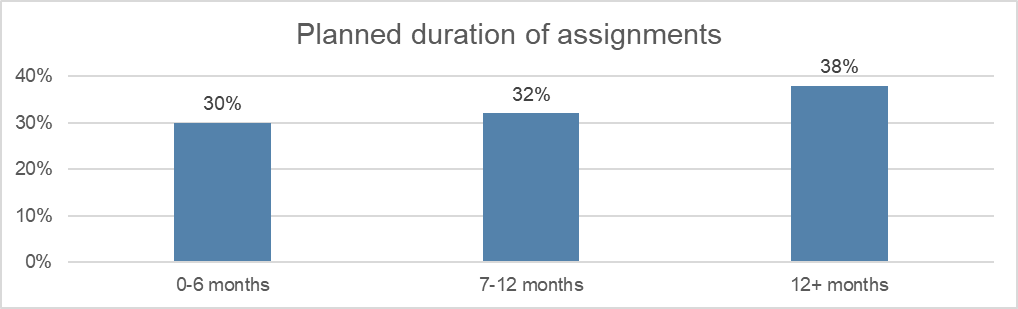 Planned duration of assignments
40%
30%
20%
10%
0%
30%
32%
38%
0-6 months
7-12 months
12+ months